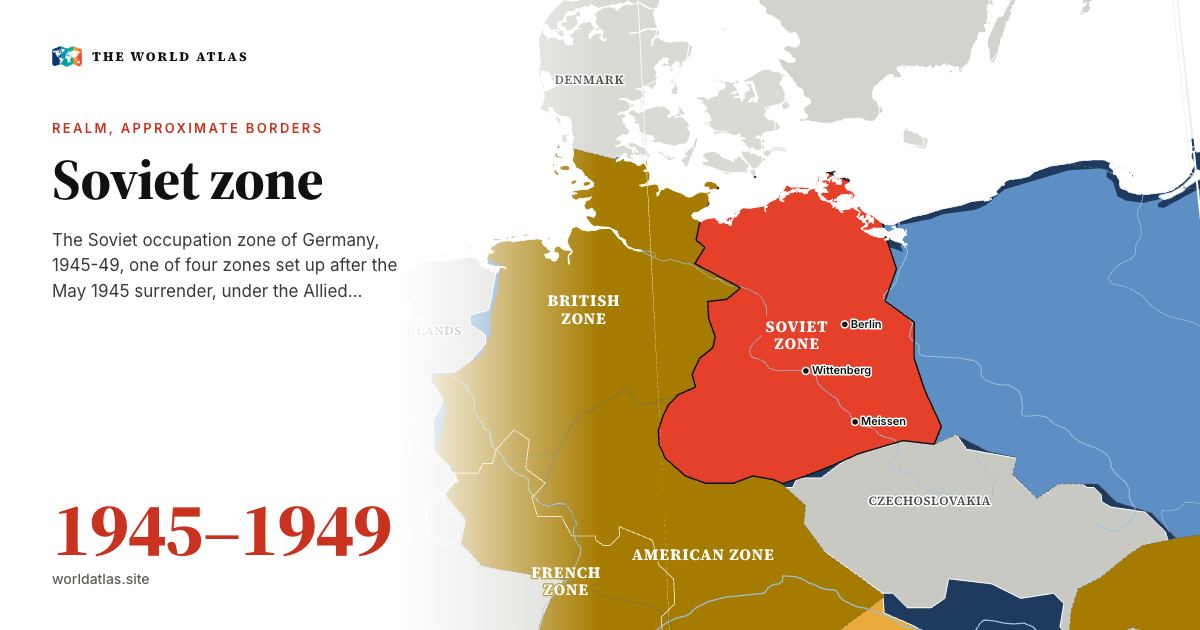 THE WORLD ATLAS
REALM, APPROXIMATE BORDERS
Soviet zone
The Soviet occupation zone of Germany,
1945-49, one of four zones set up after the
May 1945 surrender, under the Allied...
1945–1949
worldatlas.site
DENMARK
BRITISH
ZONE
RLANDS
SOVIET
ZONE
Berlin
Wittenberg
Meissen
CZECHOSLOVAKIA
AMERICAN ZONE
FRENCH
ZONE